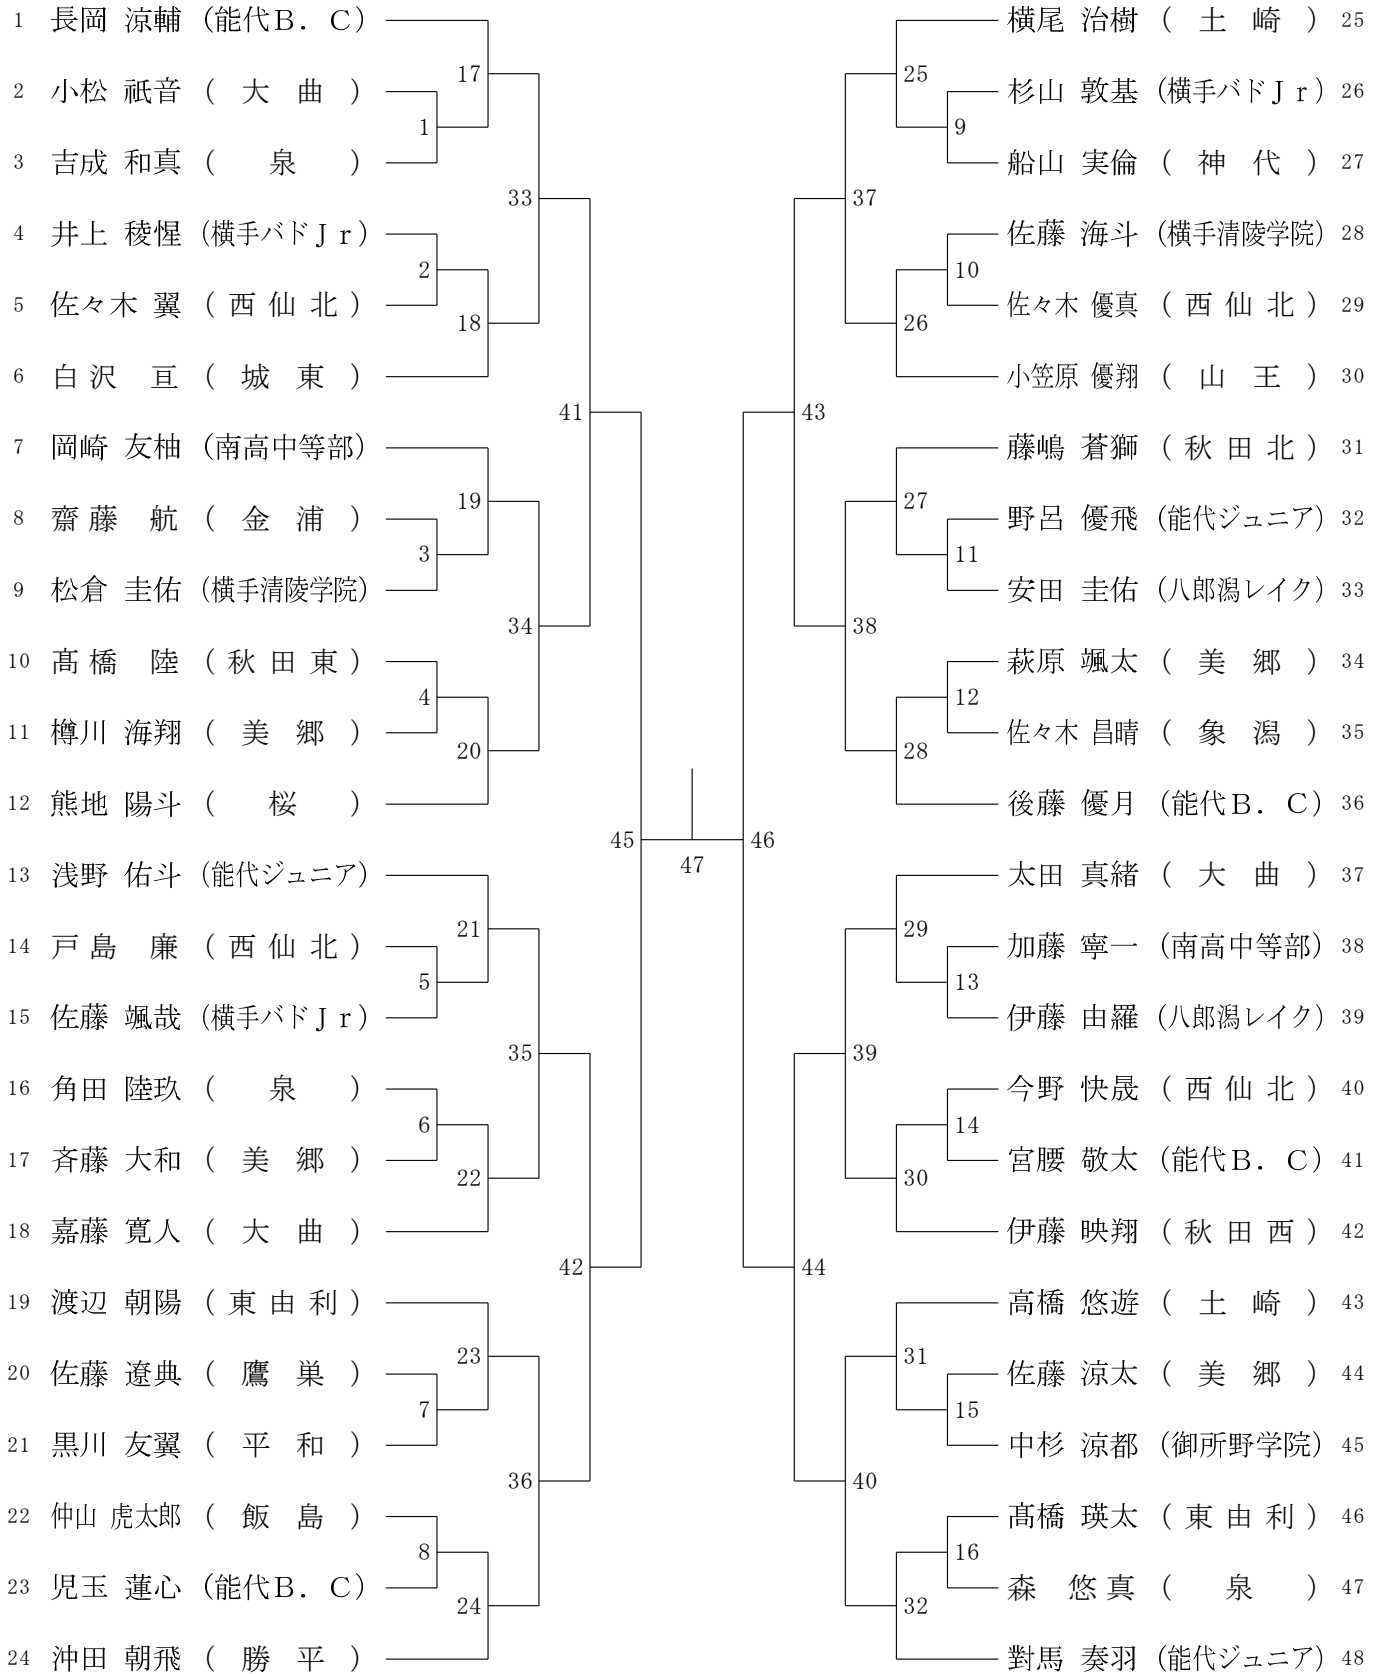 1 長岡 涼輔 (能代Ｂ．Ｃ)
17
2 小松 祇音 ( 大 曲 )
1
3 吉成 和真 ( 泉 )
33
4 井上 稜惺 (横手バドＪｒ)
2
5 佐々木 翼 ( 西 仙 北 )
18
6 白 沢 亘 ( 城 東 )
41
7 岡崎 友柚 (南高中等部)
19
8 齋 藤 航 ( 金 浦 )
3
9 松倉 圭佑 (横手清陵学院)
34
10 髙 橋 陸 ( 秋 田 東 )
4
11 樽川 海翔 ( 美 郷 )
20
12 熊地 陽斗 ( 桜 )
45
13 浅野 佑斗 (能代ジュニア)
21
14 戸 島 廉 ( 西 仙 北 )
5
15 佐藤 颯哉 (横手バドＪｒ)
35
16 角田 陸玖 ( 泉 )
6
17 斉藤 大和 ( 美 郷 )
22
18 嘉藤 寛人 ( 大 曲 )
42
19 渡辺 朝陽 ( 東 由 利 )
23
20 佐藤 遼典 ( 鷹 巣 )
7
21 黒川 友翼 ( 平 和 )
36
22 仲山 虎太郎 ( 飯 島 )
8
23 児玉 蓮心 (能代Ｂ．Ｃ)
24
24 沖田 朝飛 ( 勝 平 )
47
横尾 治樹 ( 土 崎 ) 25
25
杉山 敦基 (横手バドＪｒ) 26
9
船山 実倫 ( 神 代 ) 27
37
佐藤 海斗 (横手清陵学院) 28
10
佐々木 優真 ( 西 仙 北 ) 29
26
小笠原 優翔 ( 山 王 ) 30
43
藤嶋 蒼獅 ( 秋 田 北 ) 31
27
野呂 優飛 (能代ジュニア) 32
11
安田 圭佑 (八郎潟レイク) 33
38
萩原 颯太 ( 美 郷 ) 34
12
佐々木 昌晴 ( 象 潟 ) 35
28
後藤 優月 (能代Ｂ．Ｃ) 36
46
太田 真緒 ( 大 曲 ) 37
29
加藤 寧一 (南高中等部) 38
13
伊藤 由羅 (八郎潟レイク) 39
39
今野 快晟 ( 西 仙 北 ) 40
14
宮腰 敬太 (能代Ｂ．Ｃ) 41
30
伊藤 映翔 ( 秋 田 西 ) 42
44
高橋 悠遊 ( 土 崎 ) 43
31
佐藤 涼太 ( 美 郷 ) 44
15
中杉 涼都 (御所野学院) 45
40
髙橋 瑛太 ( 東 由 利 ) 46
16
森 悠 真 ( 泉 ) 47
32
對馬 奏羽 (能代ジュニア) 48